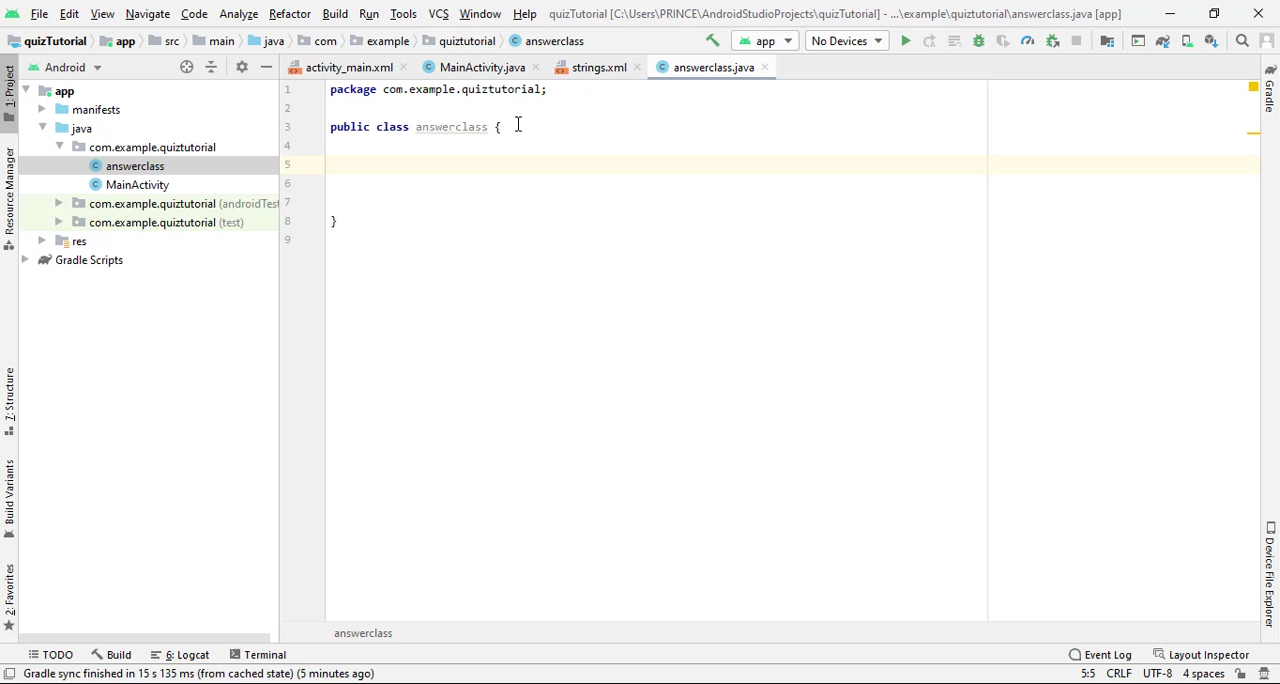 File Edit View Navigate Code Analyze Refactor Build Run Tools VCS Window Help quizTutorial [C:\Users\PRINCE\AndroidStudioProjects\quizTutorial] - ...\example\quiztutorial\answerclass.java [app]
quizTutorial app src main java com example quiztutorial answerclass app No Devices
Android activity_main.xml MainActivity.java strings.xml answerclass.java
1: Project
Resource Manager
7: Structure
Build Variants
2: Favorites
app
manifests
java
com.example.quiztutorial
answerclass
MainActivity
com.example.quiztutorial (androidTest
com.example.quiztutorial (test)
res
Gradle Scripts
1 package com.example.quiztutorial;
2
3 public class answerclass {
4
5
6
7
8 }
9
Gradle
Device File Explorer
answerclass
TODO Build 6: Logcat Terminal Event Log Layout Inspector
Gradle sync finished in 15 s 135 ms (from cached state) (5 minutes ago) 5:5 CRLF UTF-8 4 spaces